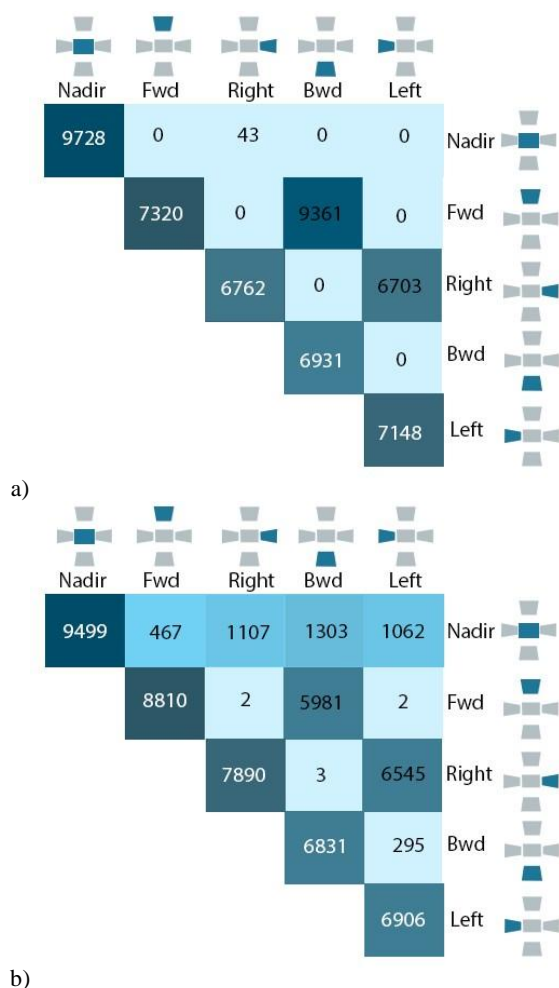 Nadir Fwd Right Bwd Left
9728 0 43 0 0 Nadir
7320 0 9361 0 Fwd
6762 0 6703 Right
6931 0 Bwd
7148 Left
a)
Nadir Fwd Right Bwd Left
9499 467 1107 1303 1062 Nadir
8810 2 5981 2 Fwd
7890 3 6545 Right
6831 295 Bwd
6906 Left
b)